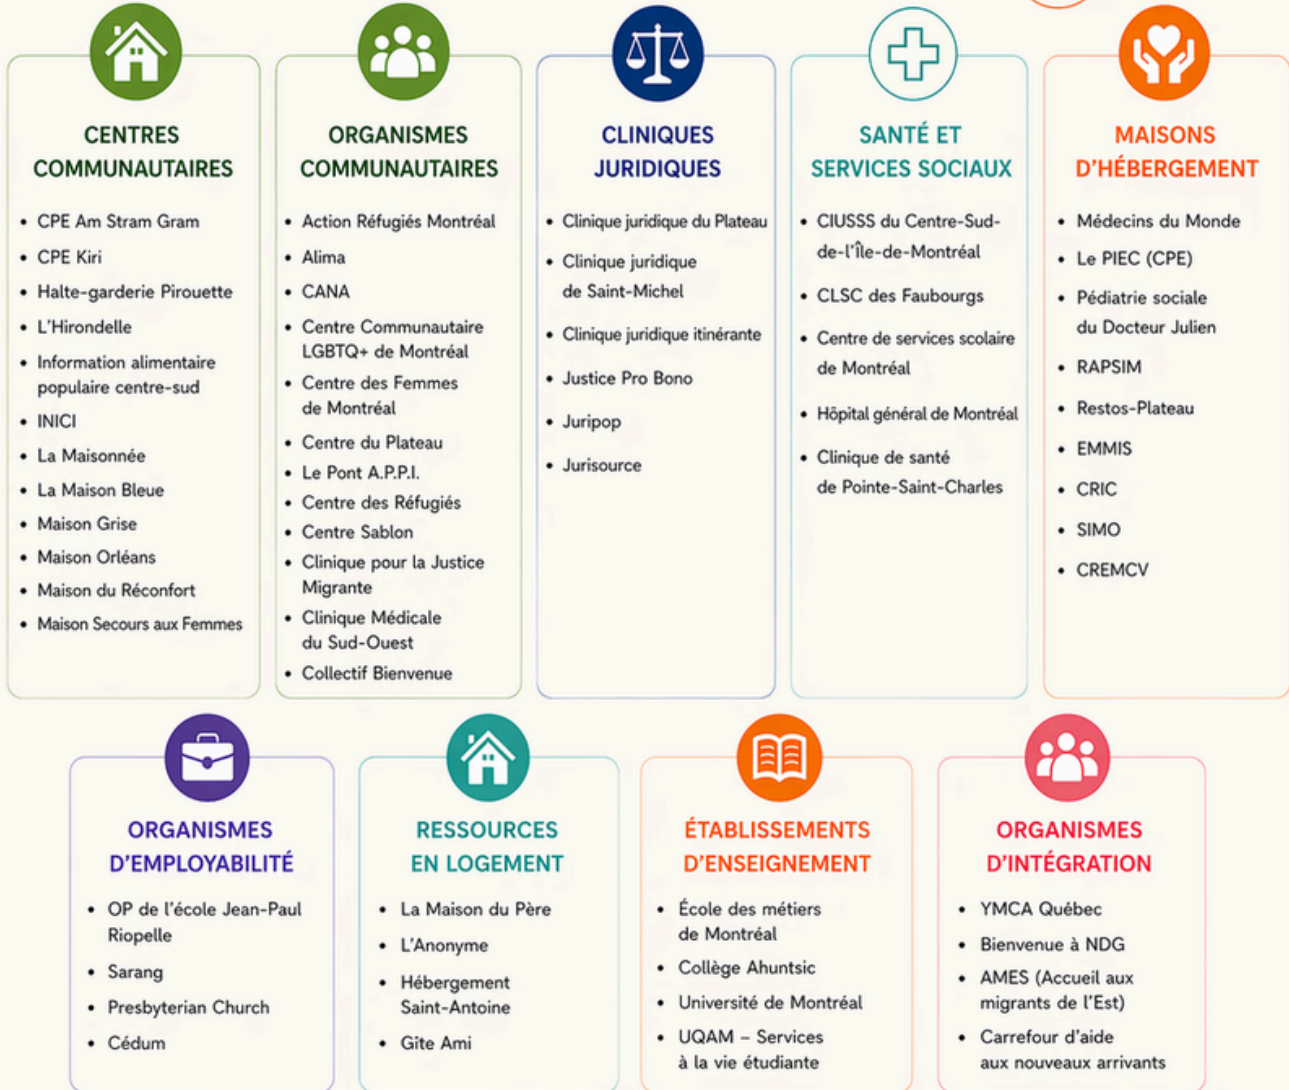 CENTRES
COMMUNAUTAIRES
• CPE Am Stram Gram
• CPE Kiri
• Halte-garderie Pirouette
• L'Hirondelle
• Information alimentaire
populaire centre-sud
• INICI
• La Maisonnée
• La Maison Bleue
• Maison Grise
• Maison Orléans
• Maison du Réconfort
• Maison Secours aux Femmes
ORGANISMES
COMMUNAUTAIRES
• Action Réfugiés Montréal
• Alima
• CANA
• Centre Communautaire
LGBTQ+ de Montréal
• Centre des Femmes
de Montréal
• Centre du Plateau
• Le Pont A.P.P.I.
• Centre des Réfugiés
• Centre Sablon
• Clinique pour la Justice
Migrante
• Clinique Médicale
du Sud-Ouest
• Collectif Bienvenue
CLINIQUES
JURIDIQUES
• Clinique juridique du Plateau
• Clinique juridique
de Saint-Michel
• Clinique juridique itinérante
• Justice Pro Bono
• Juripop
• Jurisource
SANTÉ ET
SERVICES SOCIAUX
• CIUSSS du Centre-Sud-
de-l'Île-de-Montréal
• CLSC des Faubourgs
• Centre de services scolaire
de Montréal
• Hôpital général de Montréal
• Clinique de santé
de Pointe-Saint-Charles
MAISONS
D'HÉBERGEMENT
• Médecins du Monde
• Le PIEC (CPE)
• Pédiatrie sociale
du Docteur Julien
• RAPSIM
• Restos-Plateau
• EMMIS
• CRIC
• SIMO
• CREMCV
ORGANISMES
D'EMPLOYABILITÉ
• OP de l'école Jean-Paul
Riopelle
• Sarang
• Presbyterian Church
• Cédum
RESSOURCES
EN LOGEMENT
• La Maison du Père
• L'Anonyme
• Hébergement
Saint-Antoine
• Gîte Ami
ÉTABLISSEMENTS
D'ENSEIGNEMENT
• École des métiers
de Montréal
• Collège Ahuntsic
• Université de Montréal
• UQAM – Services
à la vie étudiante
ORGANISMES
D'INTÉGRATION
• YMCA Québec
• Bienvenue à NDG
• AMES (Accueil aux
migrants de l'Est)
• Carrefour d'aide
aux nouveaux arrivants